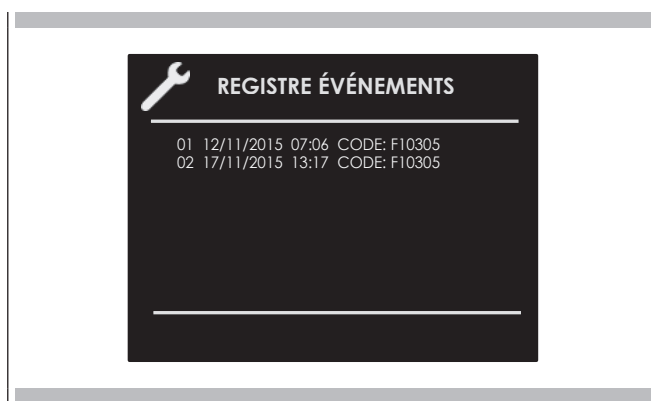 REGISTRE ÉVÉNEMENTS
01 12/11/2015 07:06 CODE: F10305
02 17/11/2015 13:17 CODE: F10305